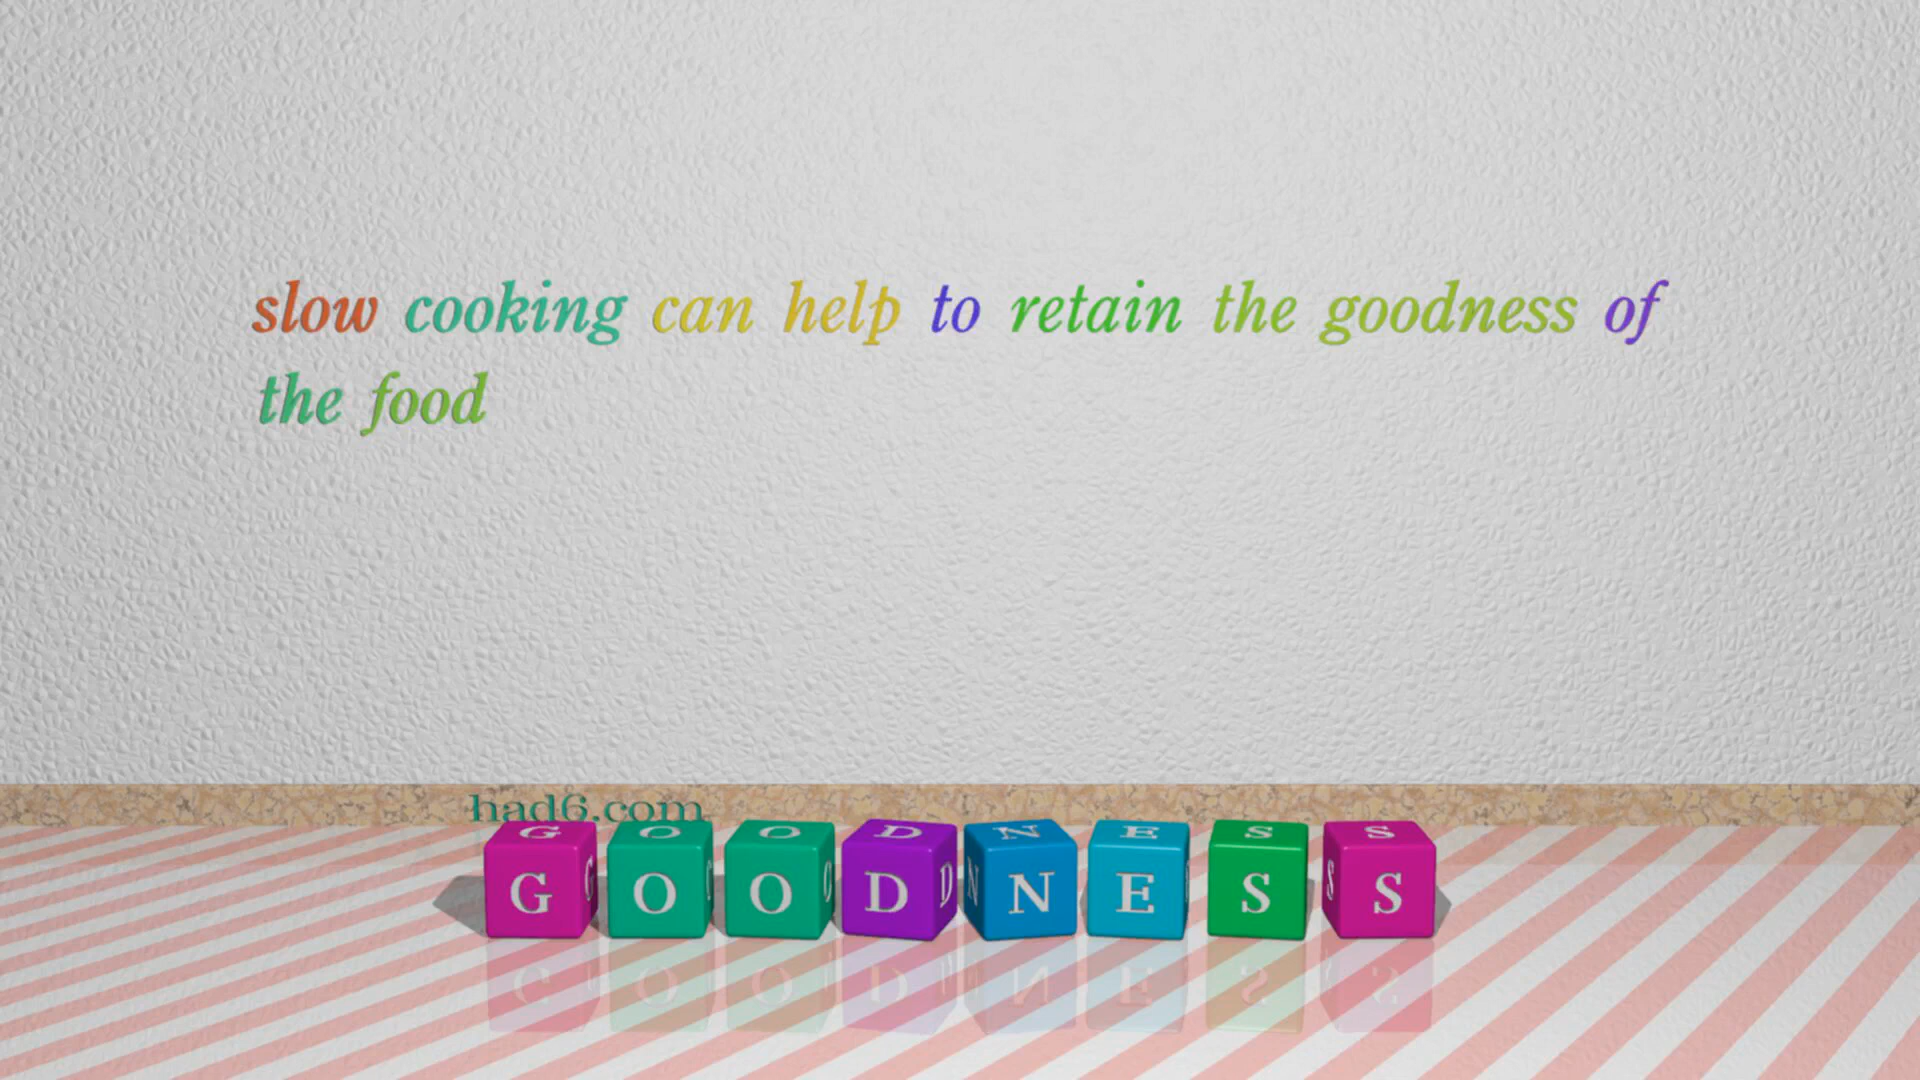 slow cooking can help to retain the goodness of
the food
had6.com
GOODNESS